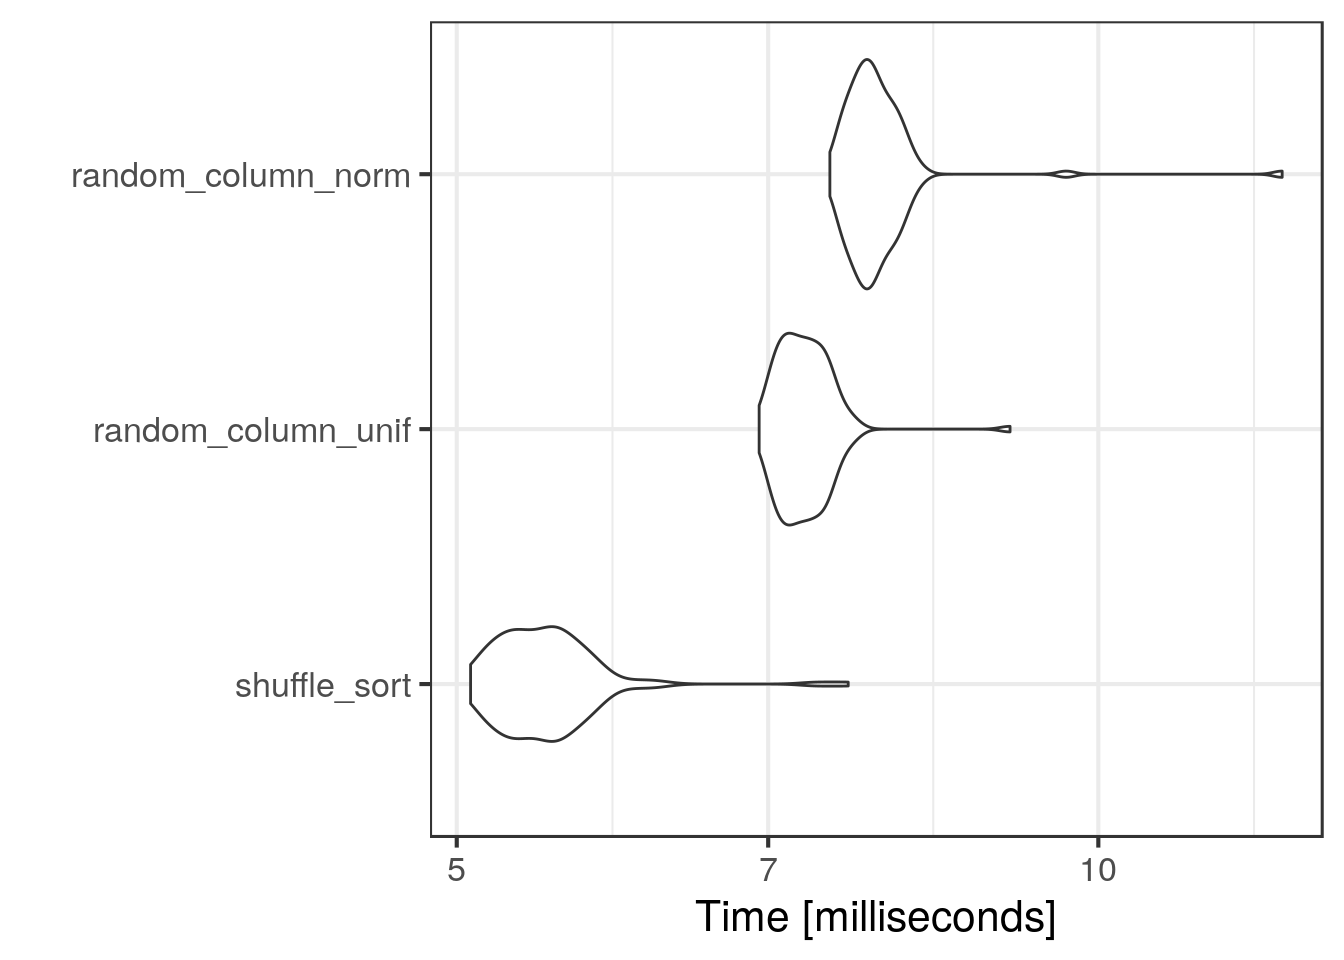 random_column_norm
random_column_unif
shuffle_sort
5 7 10
Time [milliseconds]